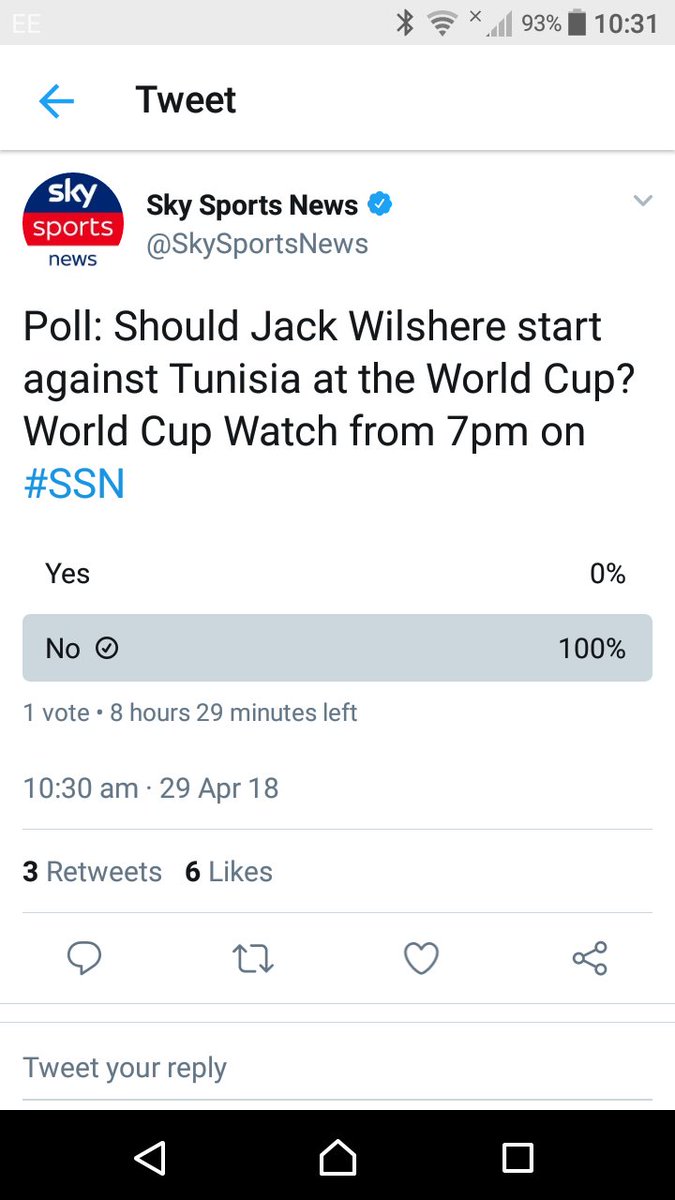 EE 93% 10:31
Tweet
sky
sports
news
Sky Sports News
@SkySportsNews
Poll: Should Jack Wilshere start
against Tunisia at the World Cup?
World Cup Watch from 7pm on
#SSN
Yes 0%
No 100%
1 vote • 8 hours 29 minutes left
10:30 am · 29 Apr 18
3 Retweets 6 Likes
Tweet your reply